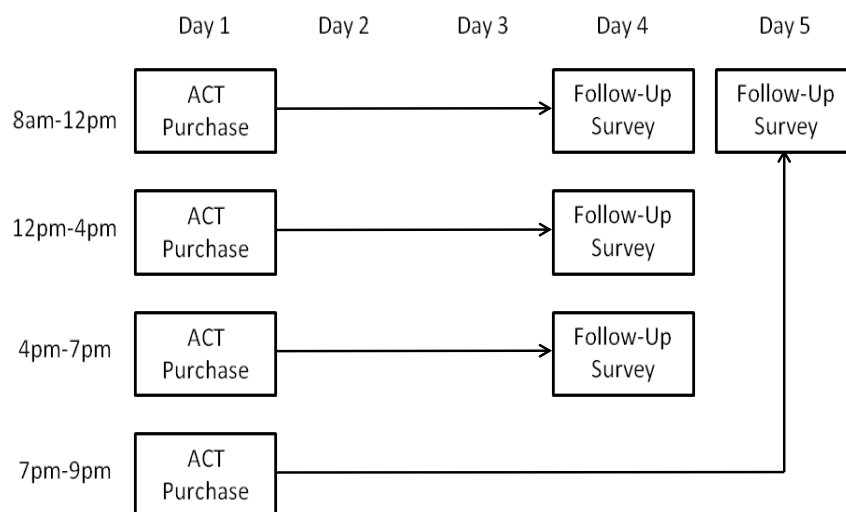 Day 1 Day 2 Day 3 Day 4 Day 5
8am-12pm
ACT
Purchase
Follow-Up
Survey
Follow-Up
Survey
12pm-4pm
ACT
Purchase
Follow-Up
Survey
4pm-7pm
ACT
Purchase
Follow-Up
Survey
7pm-9pm
ACT
Purchase